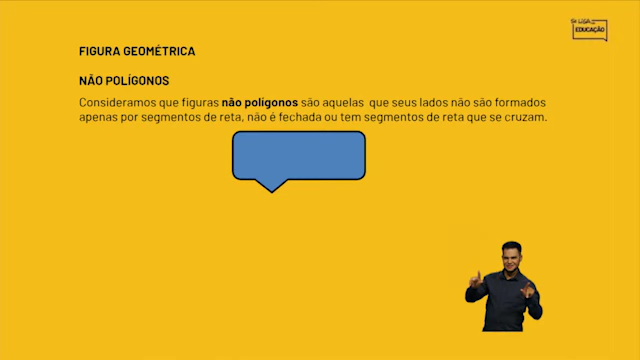 EDUCAÇÃO
FIGURA GEOMÉTRICA
NÃO POLÍGONOS
Consideramos que figuras não polígonos são aquelas que seus lados não são formados
apenas por segmentos de reta, não é fechada ou tem segmentos de reta que se cruzam.